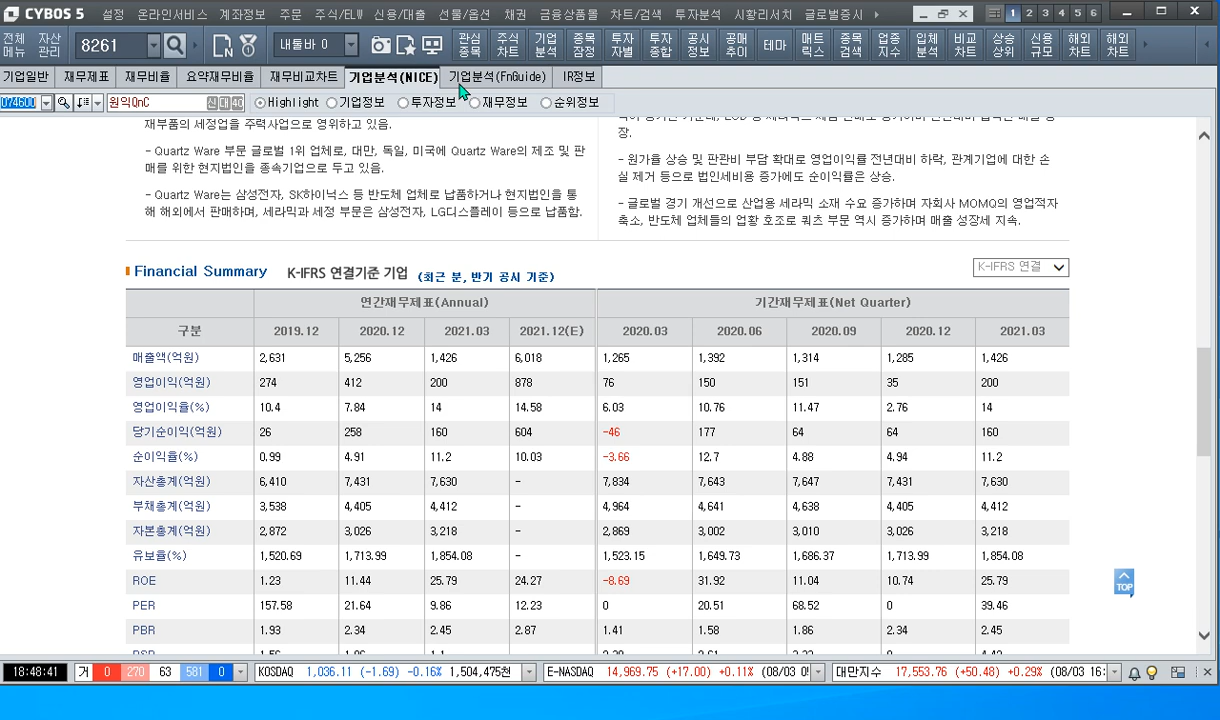 CYBOS 5 설정 온라인서비스 계좌정보 주문 주식/ELW 신용/대출 선물/옵션 채권 금융상품몰 차트/검색 투자분석 시황리서치 글로벌증시 1 2 3 4 5 6
전체메뉴 자산관리 8261 내툴바 0 관심종목 주식차트 기업분석 종목잠정 투자자별 투자종합 공시정보 공매추이 테마 매트릭스 종목검색 업종지수 입체분석 비교차트 상승상위 신용규모 해외차트 해외차트
기업일반 재무제표 재무비율 요약재무비율 재무비교차트 기업분석(NICE) 기업분석(FnGuide) IR정보
074600 원익QnC 신 대 40 Highlight 기업정보 투자정보 재무정보 순위정보
재부품의 세정업을 주력사업으로 영위하고 있음.
- Quartz Ware 부문 글로벌 1위 업체로, 대만, 독일, 미국에 Quartz Ware의 제조 및 판
매를 위한 현지법인을 종속기업으로 두고 있음.
- Quartz Ware는 삼성전자, SK하이닉스 등 반도체 업체로 납품하거나 현지법인을 통
해 해외에서 판매하며, 세라믹과 세정 부문은 삼성전자, LG디스플레이 등으로 납품함.
장.
- 원가율 상승 및 판관비 부담 확대로 영업이익률 전년대비 하락, 관계기업에 대한 손
실 제거 등으로 법인세비용 증가에도 순이익률은 상승.
- 글로벌 경기 개선으로 산업용 세라믹 소재 수요 증가하며 자회사 MOMQ의 영업적자
축소, 반도체 업체들의 업황 호조로 쿼츠 부문 역시 증가하며 매출 성장세 지속.
Financial Summary K-IFRS 연결기준 기업 (최근 분,반기 공시 기준) K-IFRS 연결
연간재무제표(Annual) 기간재무제표(Net Quarter)
구분 2019.12 2020.12 2021.03 2021.12(E) 2020.03 2020.06 2020.09 2020.12 2021.03
매출액(억원) 2,631 5,256 1,426 6,018 1,265 1,392 1,314 1,285 1,426
영업이익(억원) 274 412 200 878 76 150 151 35 200
영업이익율(%) 10.4 7.84 14 14.58 6.03 10.76 11.47 2.76 14
당기순이익(억원) 26 258 160 604 -46 177 64 64 160
순이익율(%) 0.99 4.91 11.2 10.03 -3.66 12.7 4.88 4.94 11.2
자산총계(억원) 6,410 7,431 7,630 - 7,834 7,643 7,647 7,431 7,630
부채총계(억원) 3,538 4,405 4,412 - 4,964 4,641 4,638 4,405 4,412
자본총계(억원) 2,872 3,026 3,218 - 2,869 3,002 3,010 3,026 3,218
유보율(%) 1,520.69 1,713.99 1,854.08 - 1,523.15 1,649.73 1,686.37 1,713.99 1,854.08
ROE 1.23 11.44 25.79 24.27 -8.69 31.92 11.04 10.74 25.79
PER 157.58 21.64 9.86 12.23 0 20.51 68.52 0 39.46
PBR 1.93 2.34 2.45 2.87 1.41 1.58 1.86 2.34 2.45
TOP
18:48:41 거 0 270 63 581 0 KOSDAQ 1,036.11 (-1.69) -0.16% 1,504,475천 E-NASDAQ 14,969.75 (+17.00) +0.11% (08/03 대만지수 17,553.76 (+50.48) +0.29% (08/03 16: